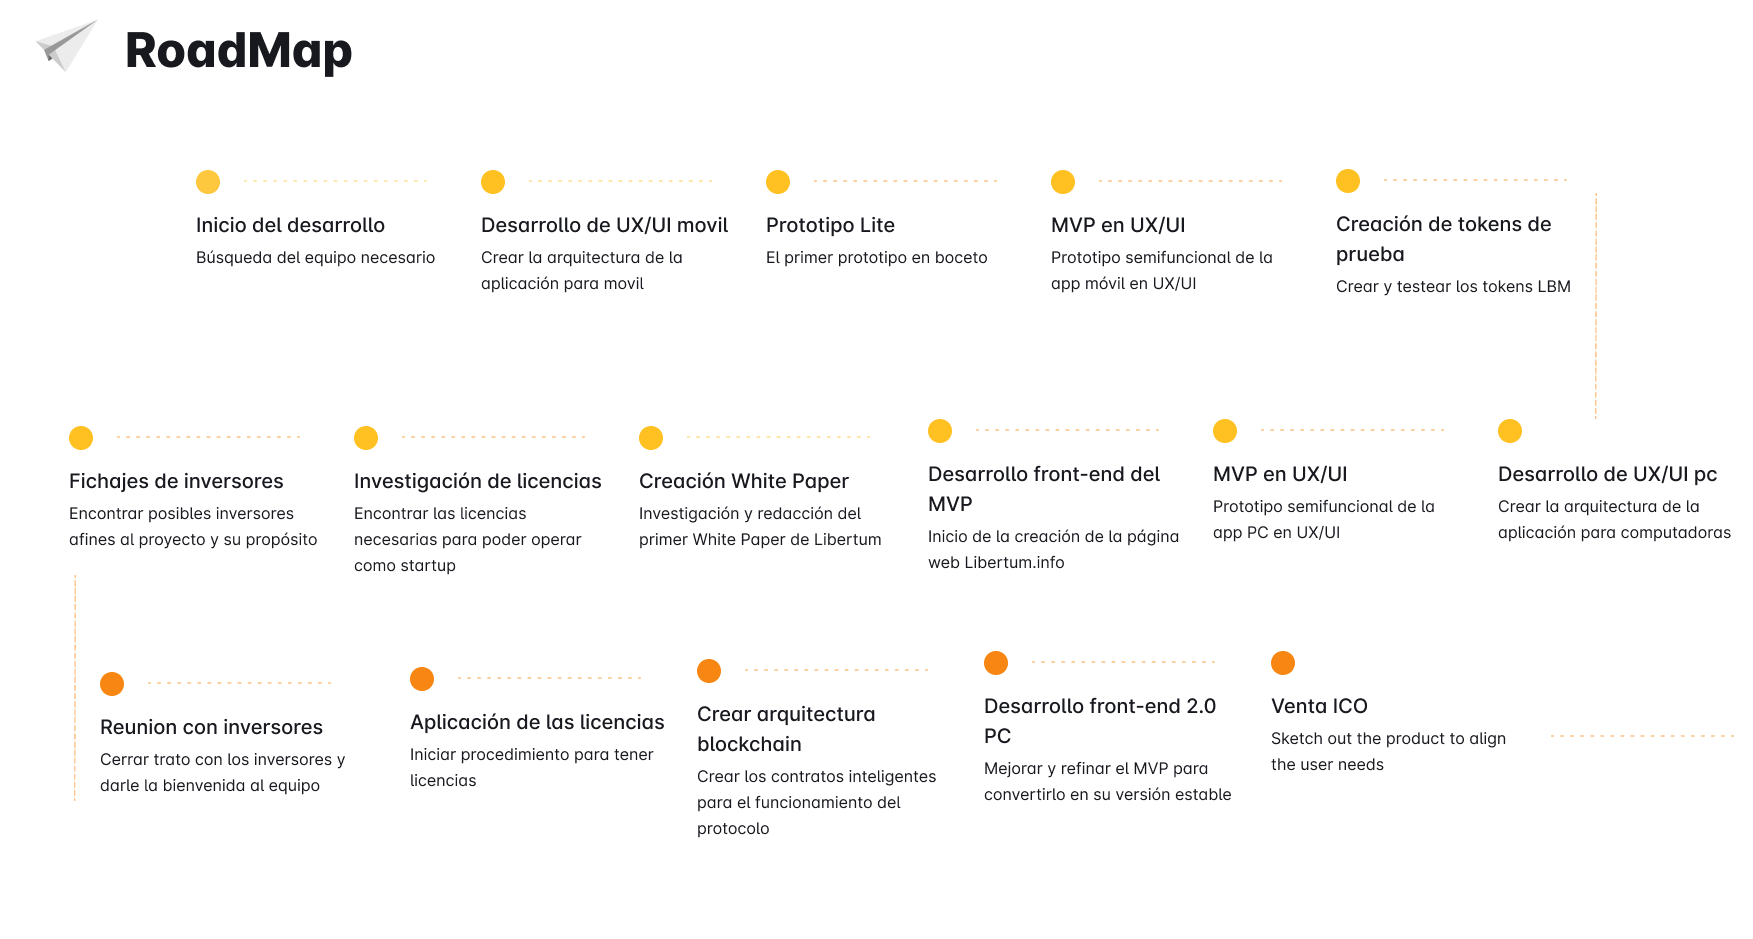 RoadMap
Inicio del desarrollo
Búsqueda del equipo necesario
Desarrollo de UX/UI movil
Crear la arquitectura de la
aplicación para movil
Prototipo Lite
El primer prototipo en boceto
MVP en UX/UI
Prototipo semifuncional de la
app móvil en UX/UI
Creación de tokens de
prueba
Crear y testear los tokens LBM
Fichajes de inversores
Encontrar posibles inversores
afines al proyecto y su propósito
Investigación de licencias
Encontrar las licencias
necesarias para poder operar
como startup
Creación White Paper
Investigación y redacción del
primer White Paper de Libertum
Desarrollo front-end del
MVP
Inicio de la creación de la página
web Libertum.info
MVP en UX/UI
Prototipo semifuncional de la
app PC en UX/UI
Desarrollo de UX/UI pc
Crear la arquitectura de la
aplicación para computadoras
Reunion con inversores
Cerrar trato con los inversores y
darle la bienvenida al equipo
Aplicación de las licencias
Iniciar procedimiento para tener
licencias
Crear arquitectura
blockchain
Crear los contratos inteligentes
para el funcionamiento del
protocolo
Desarrollo front-end 2.0
PC
Mejorar y refinar el MVP para
convertirlo en su versión estable
Venta ICO
Sketch out the product to align
the user needs